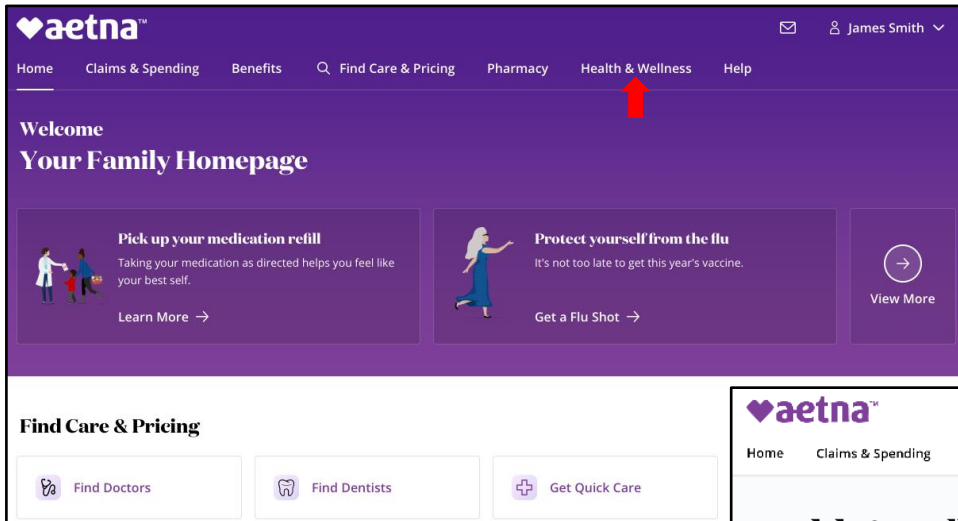 aetna™
James Smith
Home Claims & Spending Benefits Find Care & Pricing Pharmacy Health & Wellness Help
Welcome
Your Family Homepage
Pick up your medication refill
Taking your medication as directed helps you feel like
your best self.
Learn More →
Protect yourself from the flu
It's not too late to get this year's vaccine.
Get a Flu Shot →
View More
Find Care & Pricing
Find Doctors
Find Dentists
Get Quick Care
aetna™
Home Claims & Spending